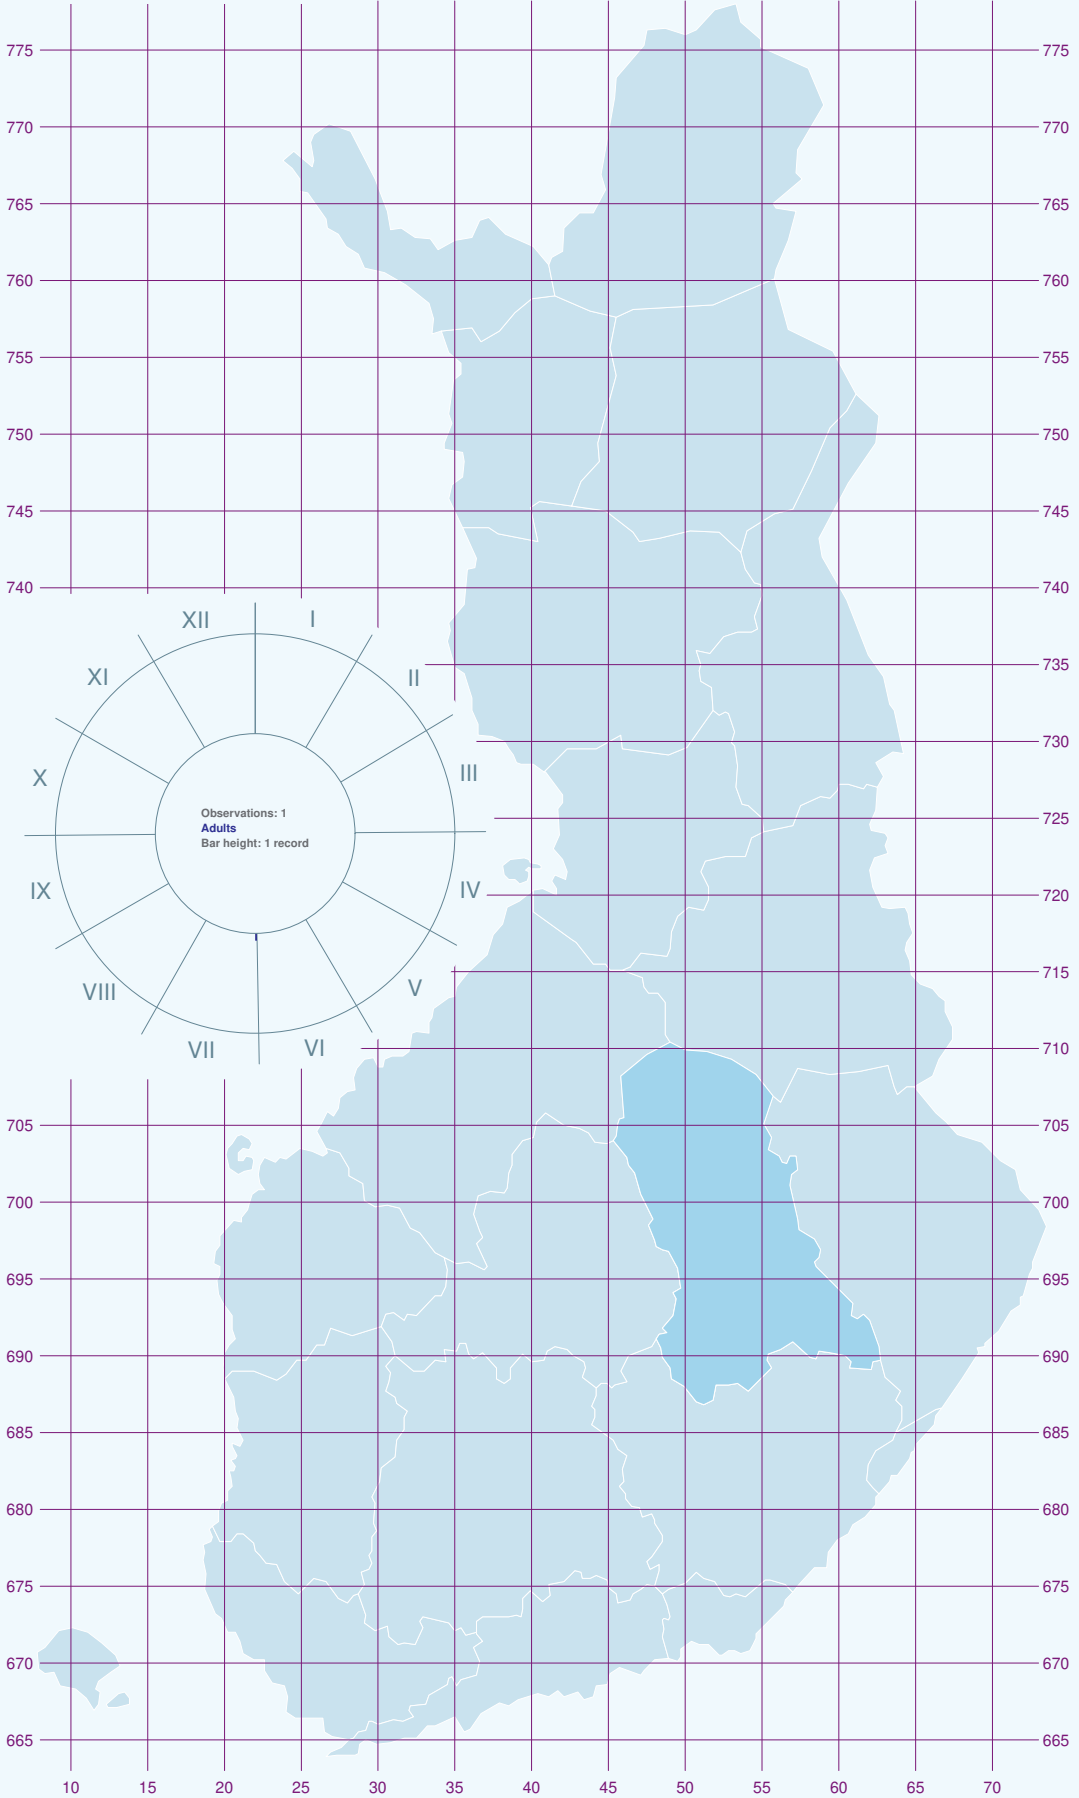 775 775
770 770
765 765
760 760
755 755
750 750
745 745
740 740
XII I
XI II
735
730
X III
Observations: 1
Adults
Bar height: 1 record
725
IX IV
720
VIII V
715
VII VI
710
705 705
700 700
695 695
690 690
685 685
680 680
675 675
670 670
665 665
10 15 20 25 30 35 40 45 50 55 60 65 70